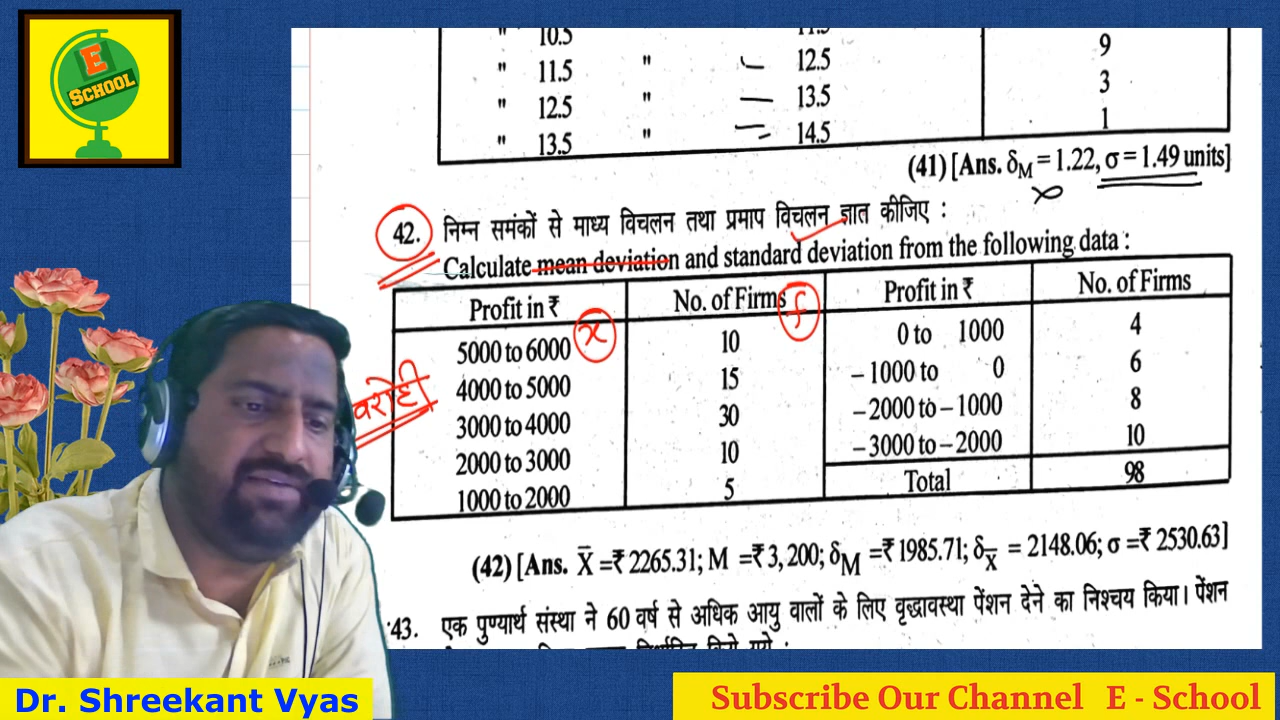 E
SCHOOL
" 10.5 11.5
" 11.5 " 12.5 9
" 12.5 " 13.5 3
" 13.5 " 14.5 1
(41) [Ans. δM = 1.22, σ = 1.49 units]
42. निम्न समंकों से माध्य विचलन तथा प्रमाप विचलन ज्ञात कीजिए :
Calculate mean deviation and standard deviation from the following data :
Profit in ₹ x No. of Firms f Profit in ₹ No. of Firms
5000 to 6000 10 0 to 1000 4
4000 to 5000 15 – 1000 to 0 6
3000 to 4000 30 – 2000 to – 1000 8
2000 to 3000 10 – 3000 to – 2000 10
1000 to 2000 5 Total 98
(42) [Ans. X̅ = ₹ 2265.31; M = ₹ 3,200; δM = ₹ 1985.71; δX̅ = 2148.06; σ = ₹ 2530.63]
43. एक पुण्यार्थ संस्था ने 60 वर्ष से अधिक आयु वालों के लिए वृद्धावस्था पेंशन देने का निश्चय किया। पेंशन
Dr. Shreekant Vyas
Subscribe Our Channel E - School